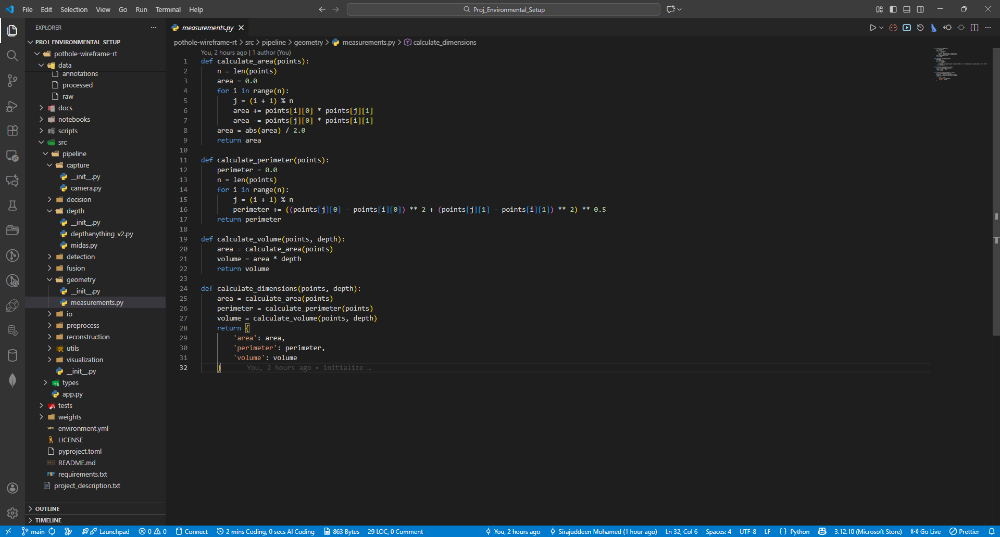 File Edit Selection View Go Run Terminal Help
Proj_Environmental_Setup
EXPLORER
PROJ_ENVIRONMENTAL_SETUP
pothole-wireframe-rt
data
annotations
processed
raw
docs
notebooks
scripts
src
pipeline
capture
__init__.py
camera.py
decision
depth
__init__.py
depthanything_v2.py
midas.py
detection
fusion
geometry
__init__.py
measurements.py
io
preprocess
reconstruction
utils
visualization
__init__.py
types
app.py
tests
weights
environment.yml
LICENSE
pyproject.toml
README.md
requirements.txt
project_description.txt
OUTLINE
TIMELINE
measurements.py
pothole-wireframe-rt > src > pipeline > geometry > measurements.py > calculate_dimensions
You, 2 hours ago | 1 author (You)
1 def calculate_area(points):
2     n = len(points)
3     area = 0.0
4     for i in range(n):
5         j = (i + 1) % n
6         area += points[i][0] * points[j][1]
7         area -= points[j][0] * points[i][1]
8     area = abs(area) / 2.0
9     return area
10
11 def calculate_perimeter(points):
12     perimeter = 0.0
13     n = len(points)
14     for i in range(n):
15         j = (i + 1) % n
16         perimeter += ((points[j][0] - points[i][0]) ** 2 + (points[j][1] - points[i][1]) ** 2) ** 0.5
17     return perimeter
18
19 def calculate_volume(points, depth):
20     area = calculate_area(points)
21     volume = area * depth
22     return volume
23
24 def calculate_dimensions(points, depth):
25     area = calculate_area(points)
26     perimeter = calculate_perimeter(points)
27     volume = calculate_volume(points, depth)
28     return {
29         'area': area,
30         'perimeter': perimeter,
31         'volume': volume
32     } You, 2 hours ago • initialize …
main Launchpad 0 0 Connect 2 mins Coding, 0 secs AI Coding 863 Bytes 29 LOC, 0 Comment You, 2 hours ago Sirajuddeen Mohamed (1 hour ago) Ln 32, Col 6 Spaces: 4 UTF-8 LF { } Python 3.12.10 (Microsoft Store) Go Live Prettier